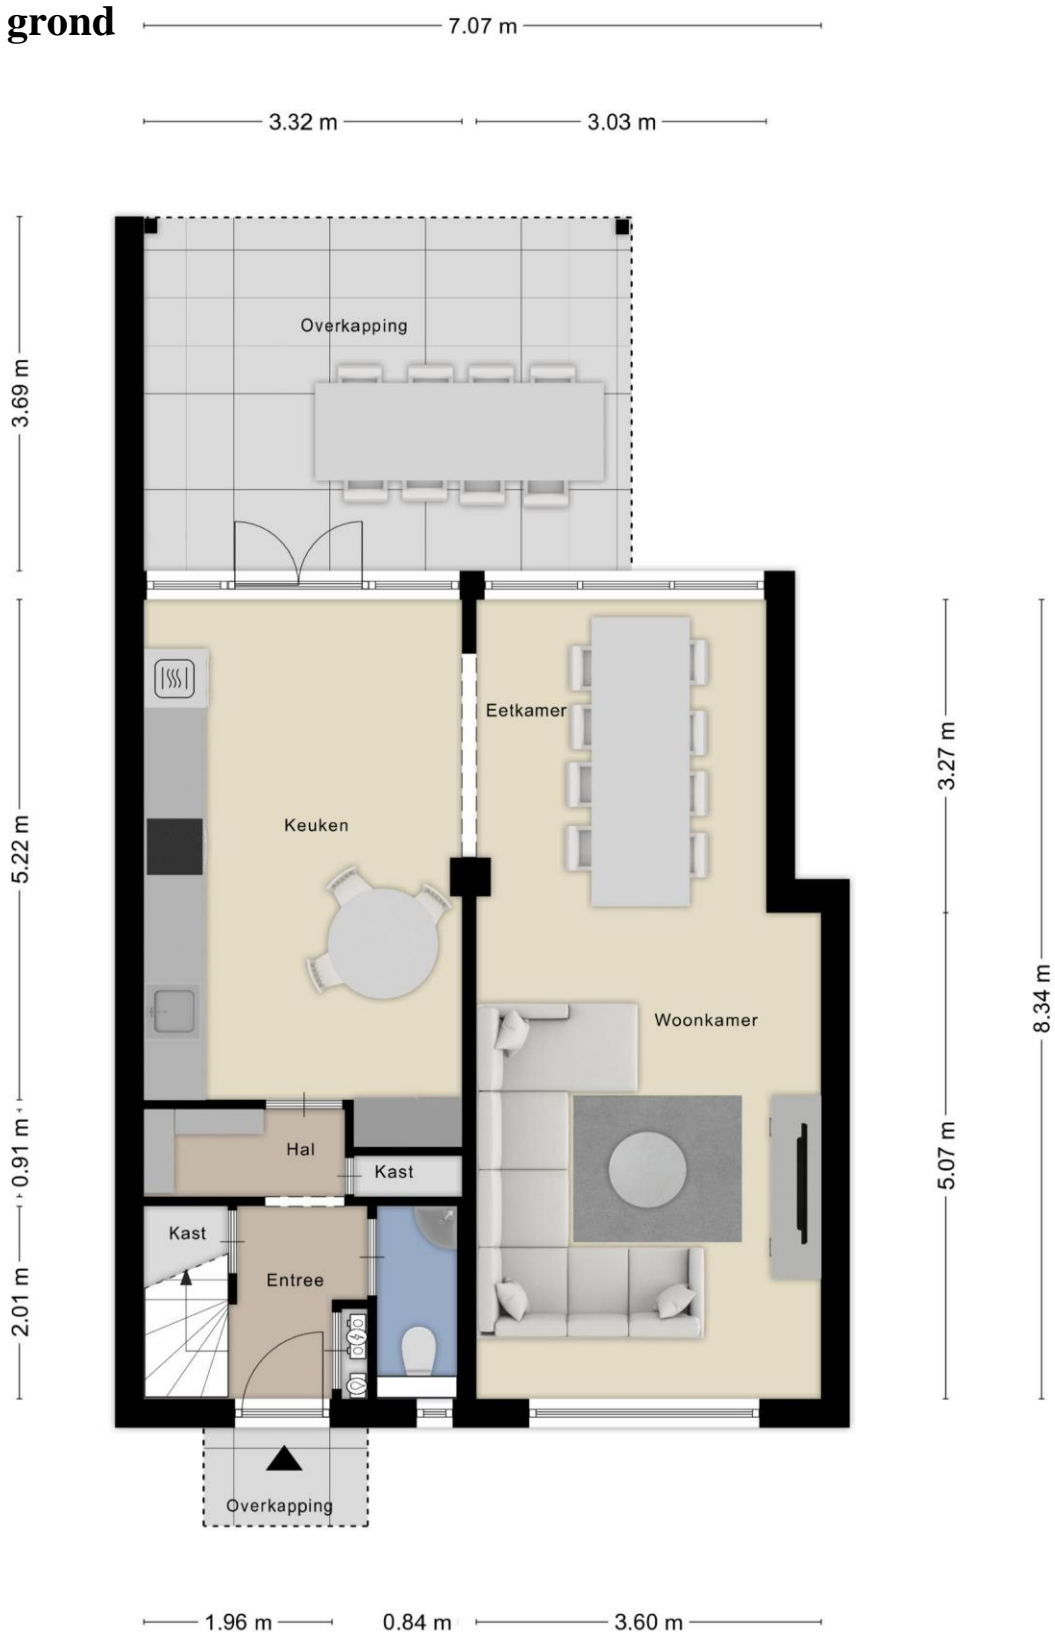 grond
7.07 m
3.32 m
3.03 m
Overkapping
3.69 m
Eetkamer
3.27 m
Keuken
5.22 m
Woonkamer
8.34 m
Hal
0.91 m
Kast
5.07 m
Kast
Entree
2.01 m
Overkapping
1.96 m
0.84 m
3.60 m